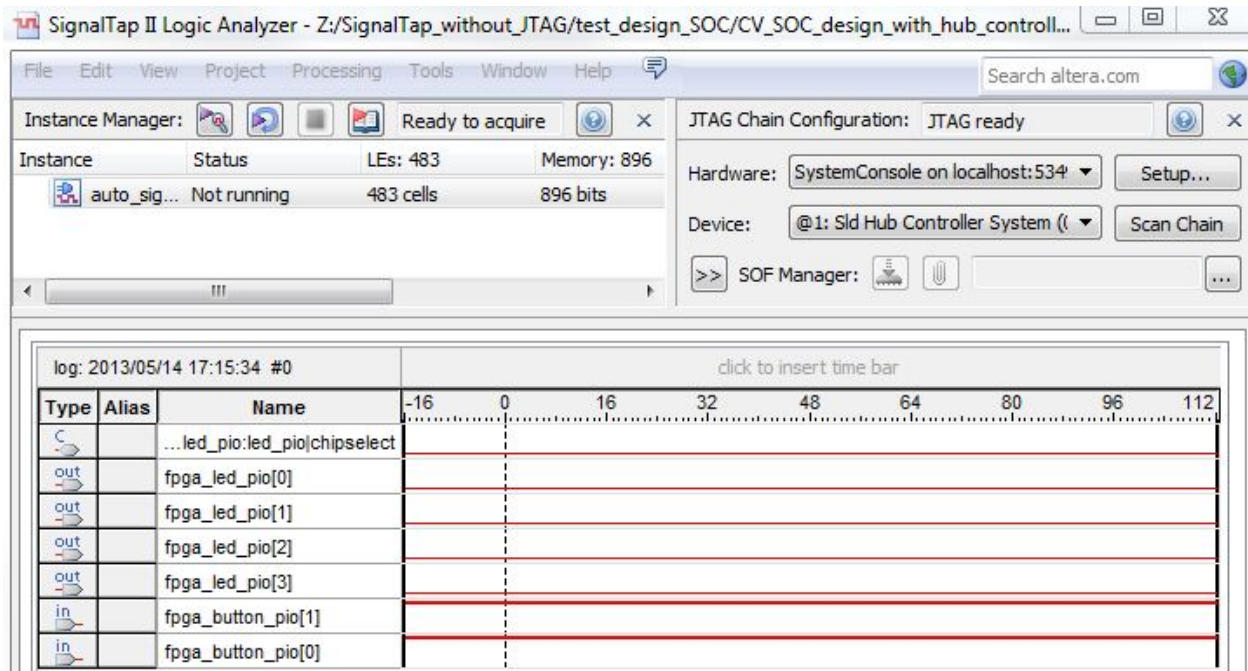 SignalTap II Logic Analyzer - Z:/SignalTap_without_JTAG/test_design_SOC/CV_SOC_design_with_hub_controll...
File Edit View Project Processing Tools Window Help Search altera.com
Instance Manager: Ready to acquire
Instance Status LEs: 483 Memory: 896
auto_sig... Not running 483 cells 896 bits
JTAG Chain Configuration: JTAG ready
Hardware: SystemConsole on localhost:534 Setup...
Device: @1: Sld Hub Controller System (( Scan Chain
>> SOF Manager: ...
log: 2013/05/14 17:15:34 #0 click to insert time bar
Type Alias Name -16 0 16 32 48 64 80 96 112
C ...led_pio:led_pio|chipselect
out fpga_led_pio[0]
out fpga_led_pio[1]
out fpga_led_pio[2]
out fpga_led_pio[3]
in fpga_button_pio[1]
in fpga_button_pio[0]